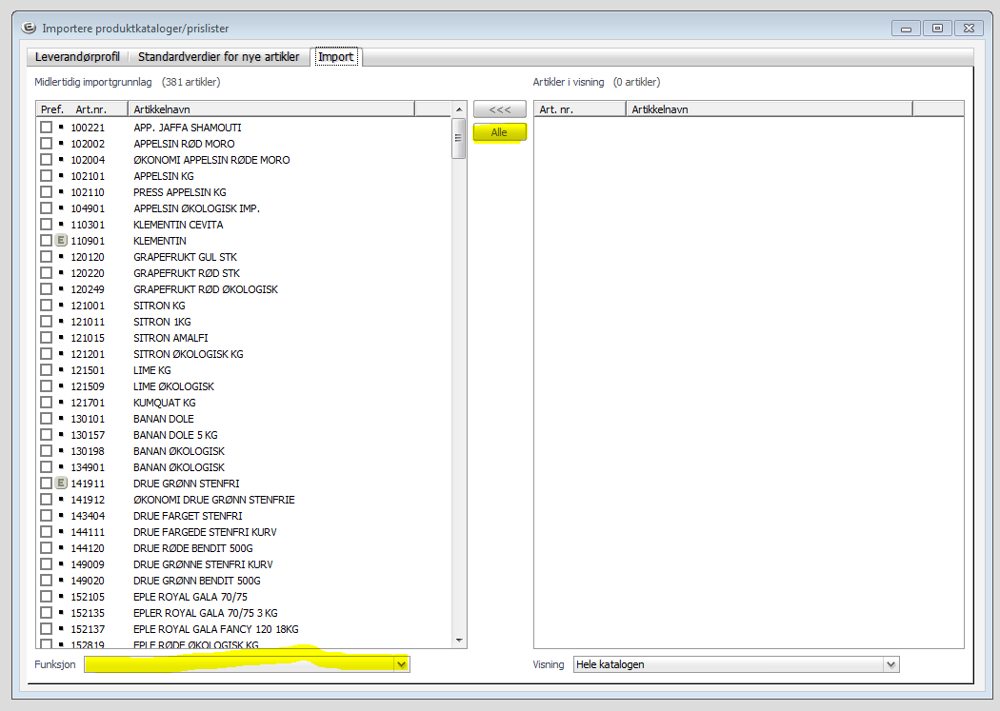 Importere produktkataloger/prislister
Leverandørprofil Standardverdier for nye artikler Import
Midlertidig importgrunnlag (381 artikler) Artikler i visning (0 artikler)
Pref. Art.nr. Artikkelnavn <<< Art. nr. Artikkelnavn
Alle
100221 APP. JAFFA SHAMOUTI
102002 APPELSIN RØD MORO
102004 ØKONOMI APPELSIN RØDE MORO
102101 APPELSIN KG
102110 PRESS APPELSIN KG
104901 APPELSIN ØKOLOGISK IMP.
110301 KLEMENTIN CEVITA
E 110901 KLEMENTIN
120120 GRAPEFRUKT GUL STK
120220 GRAPEFRUKT RØD STK
120249 GRAPEFRUKT RØD ØKOLOGISK
121001 SITRON KG
121011 SITRON 1KG
121015 SITRON AMALFI
121201 SITRON ØKOLOGISK KG
121501 LIME KG
121509 LIME ØKOLOGISK
121701 KUMQUAT KG
130101 BANAN DOLE
130157 BANAN DOLE 5 KG
130198 BANAN ØKOLOGISK
134901 BANAN ØKOLOGISK
E 141911 DRUE GRØNN STENFRI
141912 ØKONOMI DRUE GRØNN STENFRIE
143404 DRUE FARGET STENFRI
144111 DRUE FARGEDE STENFRI KURV
144120 DRUE RØDE BENDIT 500G
149009 DRUE GRØNNE STENFRI KURV
149020 DRUE GRØNN BENDIT 500G
152105 EPLE ROYAL GALA 70/75
152135 EPLER ROYAL GALA 70/75 3 KG
152137 EPLE ROYAL GALA FANCY 120 18KG
152819 EPLE RØDE ØKOLOGISK KG
Funksjon Visning Hele katalogen